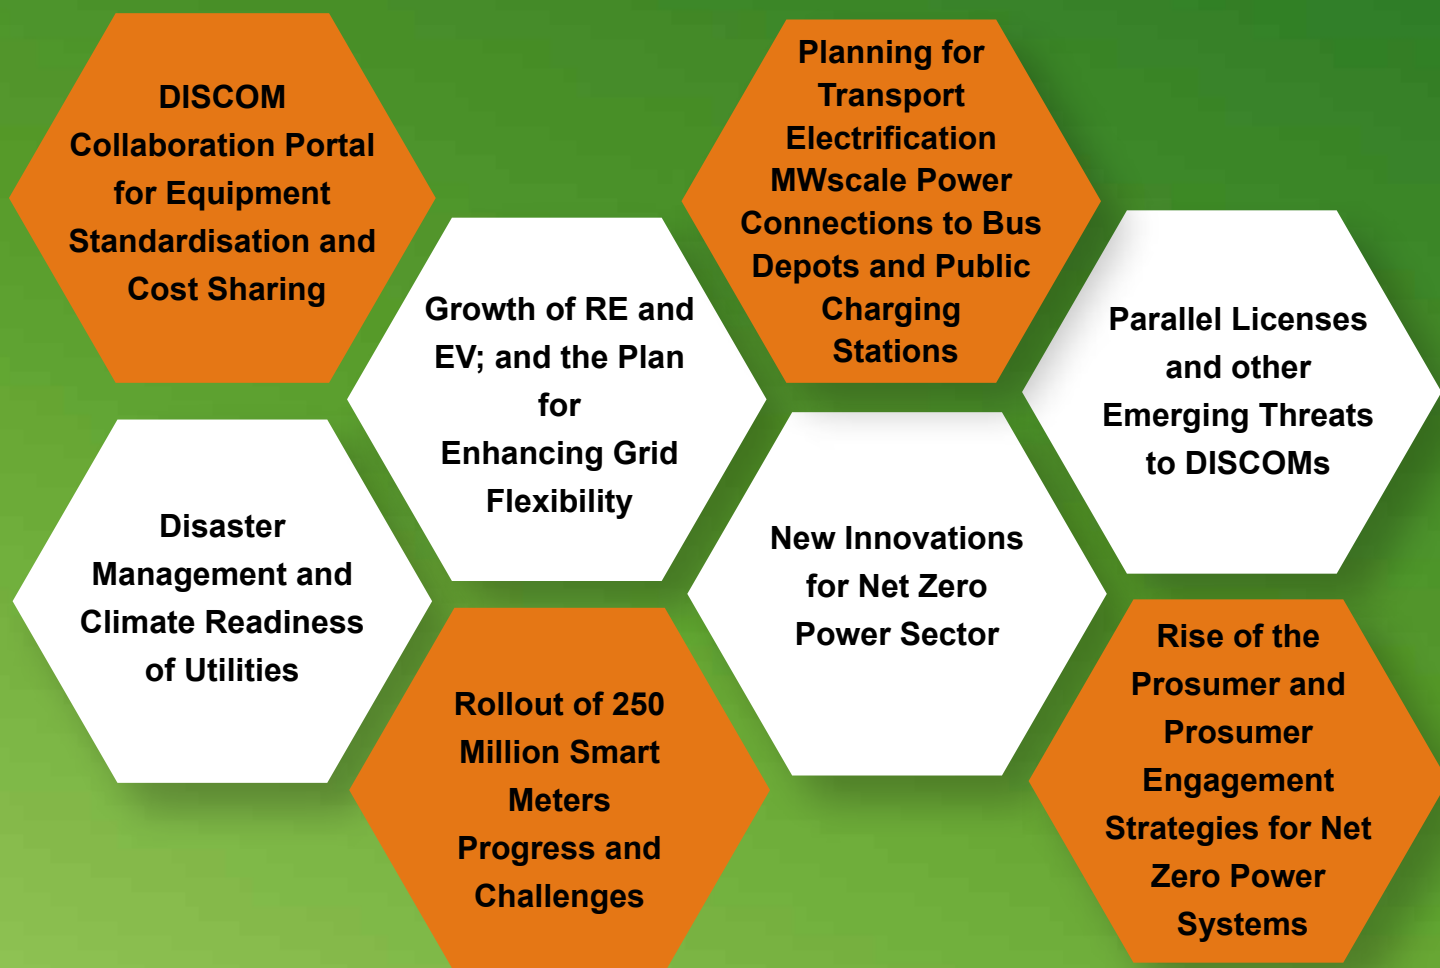 DISCOM
Collaboration Portal
for Equipment
Standardisation and
Cost Sharing
Growth of RE and
EV; and the Plan
for
Enhancing Grid
Flexibility
Planning for
Transport
Electrification
MWscale Power
Connections to Bus
Depots and Public
Charging
Stations
Parallel Licenses
and other
Emerging Threats
to DISCOMs
Disaster
Management and
Climate Readiness
of Utilities
Rollout of 250
Million Smart
Meters
Progress and
Challenges
New Innovations
for Net Zero
Power Sector
Rise of the
Prosumer and
Prosumer
Engagement
Strategies for Net
Zero Power
Systems